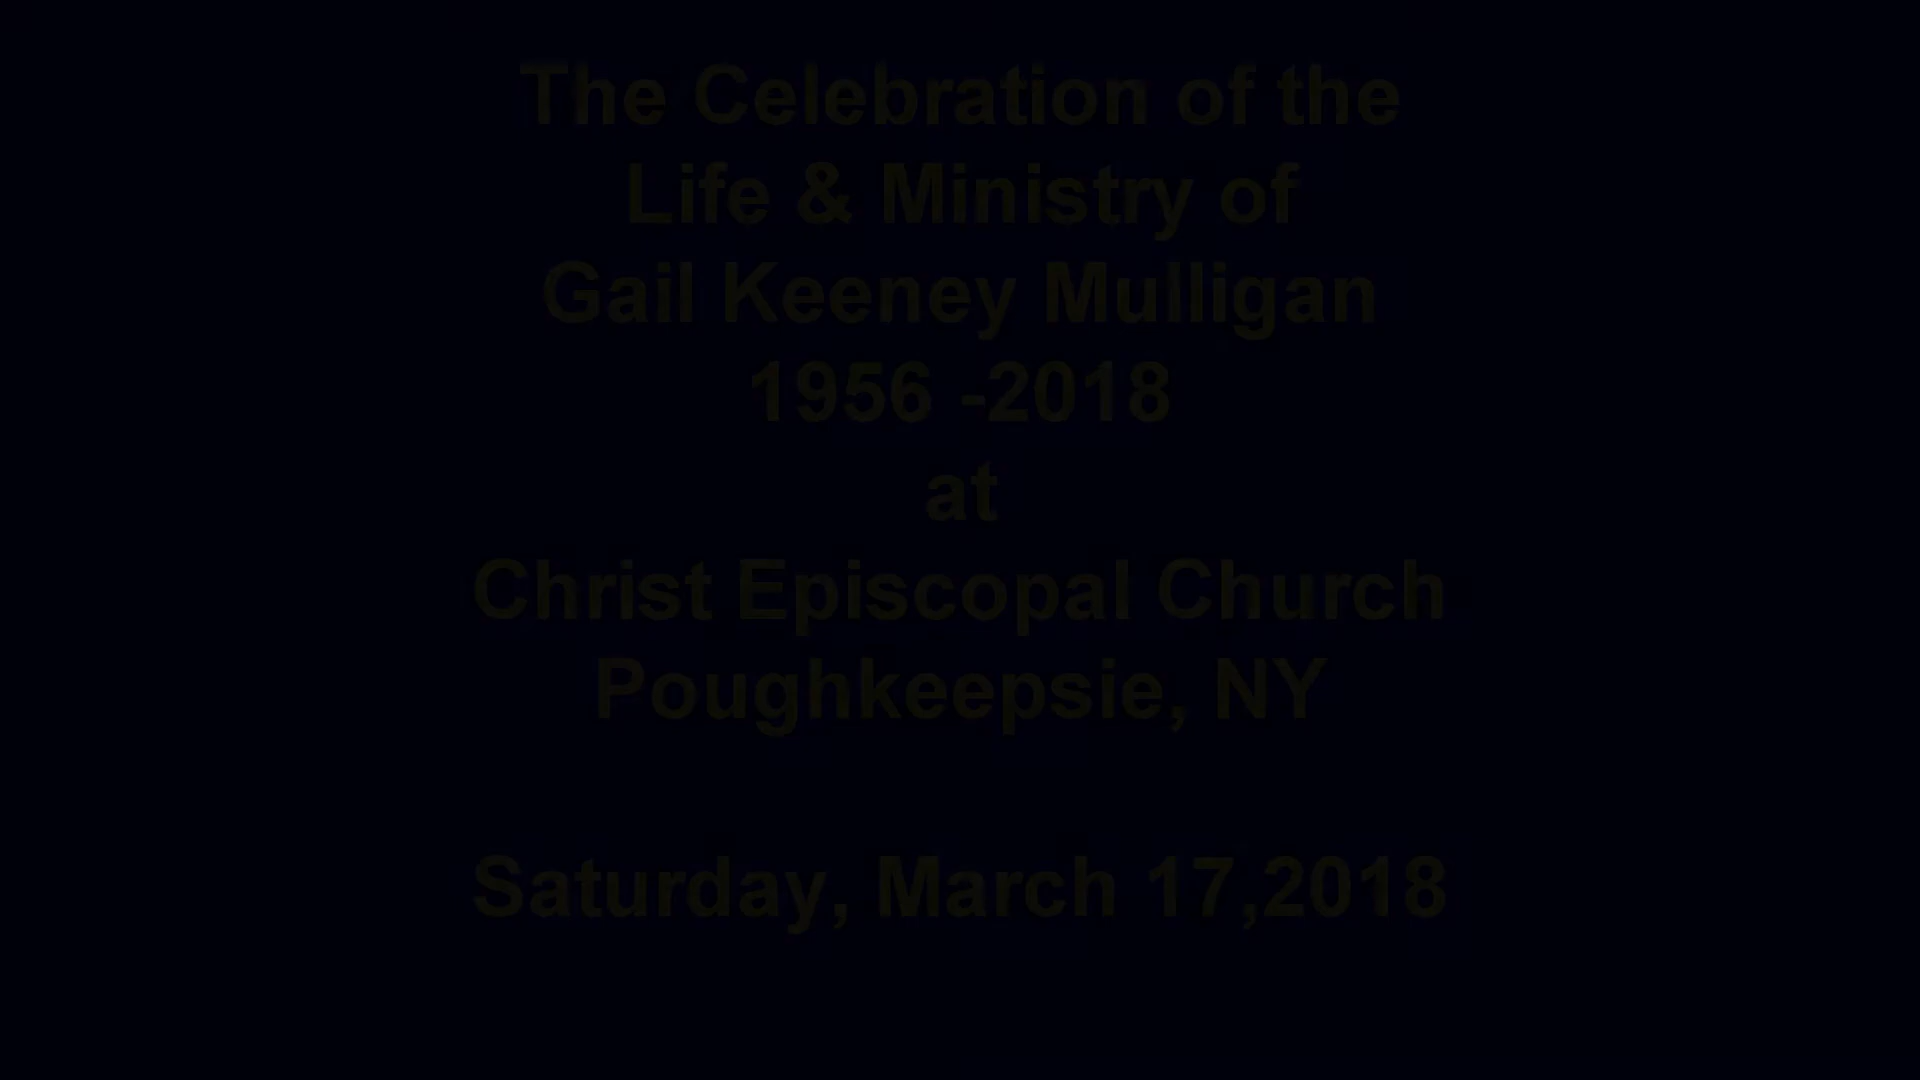 The Celebration of the
Life & Ministry of
Gail Keeney Mulligan
1956 -2018
at
Christ Episcopal Church
Poughkeepsie, NY
Saturday, March 17,2018